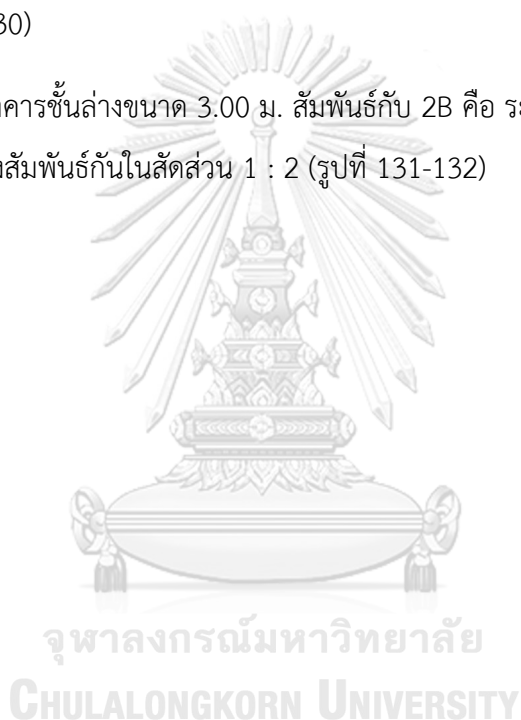 30)
คารชั้นล่างขนาด 3.00 ม. สัมพันธ์กับ 2B คือ
สัมพันธ์กันในสัดส่วน 1 : 2 (รูปที่ 131-132)
จุฬาลงกรณ์มหาวิทยาลัย
CHULALONGKORN UNIVERSITY